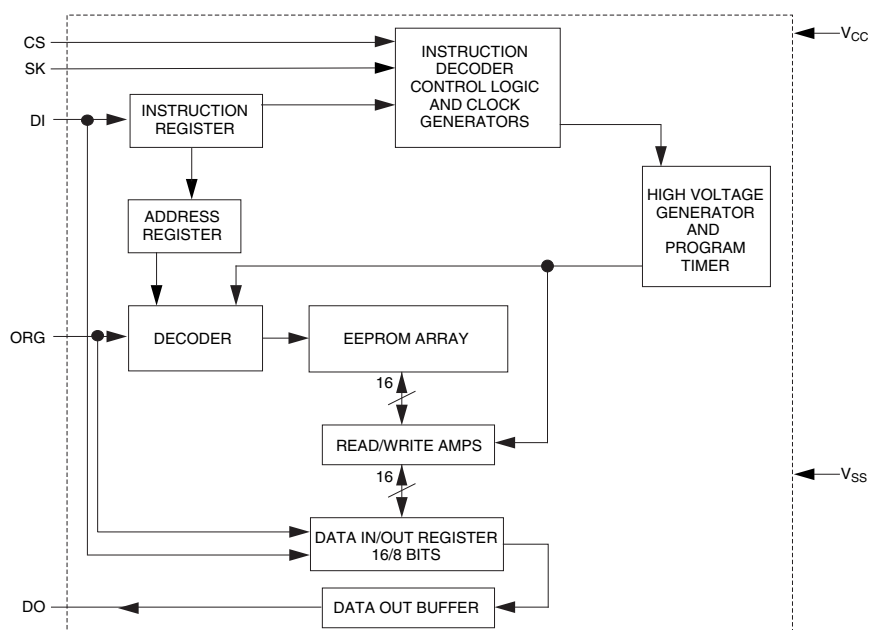 CS
SK
DI
INSTRUCTION
REGISTER
INSTRUCTION
DECODER
CONTROL LOGIC
AND CLOCK
GENERATORS
VCC
ADDRESS
REGISTER
HIGH VOLTAGE
GENERATOR
AND
PROGRAM
TIMER
ORG
DECODER
EEPROM ARRAY
16
READ/WRITE AMPS
16
VSS
DATA IN/OUT REGISTER
16/8 BITS
DO
DATA OUT BUFFER